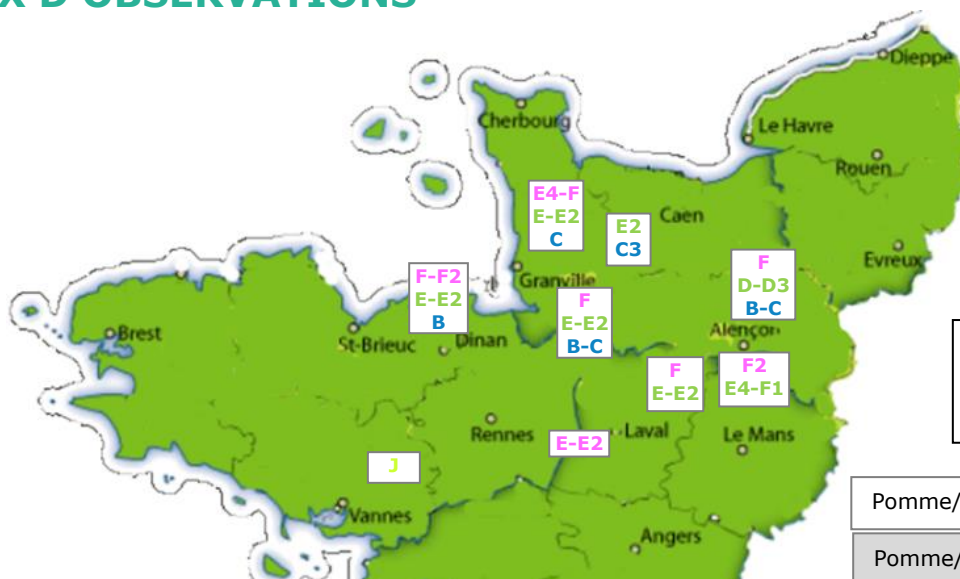 X D'OBSERVATIONS
Dieppe
Cherbourg
Le Havre
Rouen
E4-F
E-E2
C
E2
C3
Caen
Evreux
F-F2
E-E2
B
Granville
F
D-D3
B-C
F
E-E2
B-C
Alençon
Brest
St-Brieuc
Dinan
F
E-E2
F2
E4-F1
Rennes
E-E2
Laval
Le Mans
J
Vannes
Angers
Pomme/
Pomme/